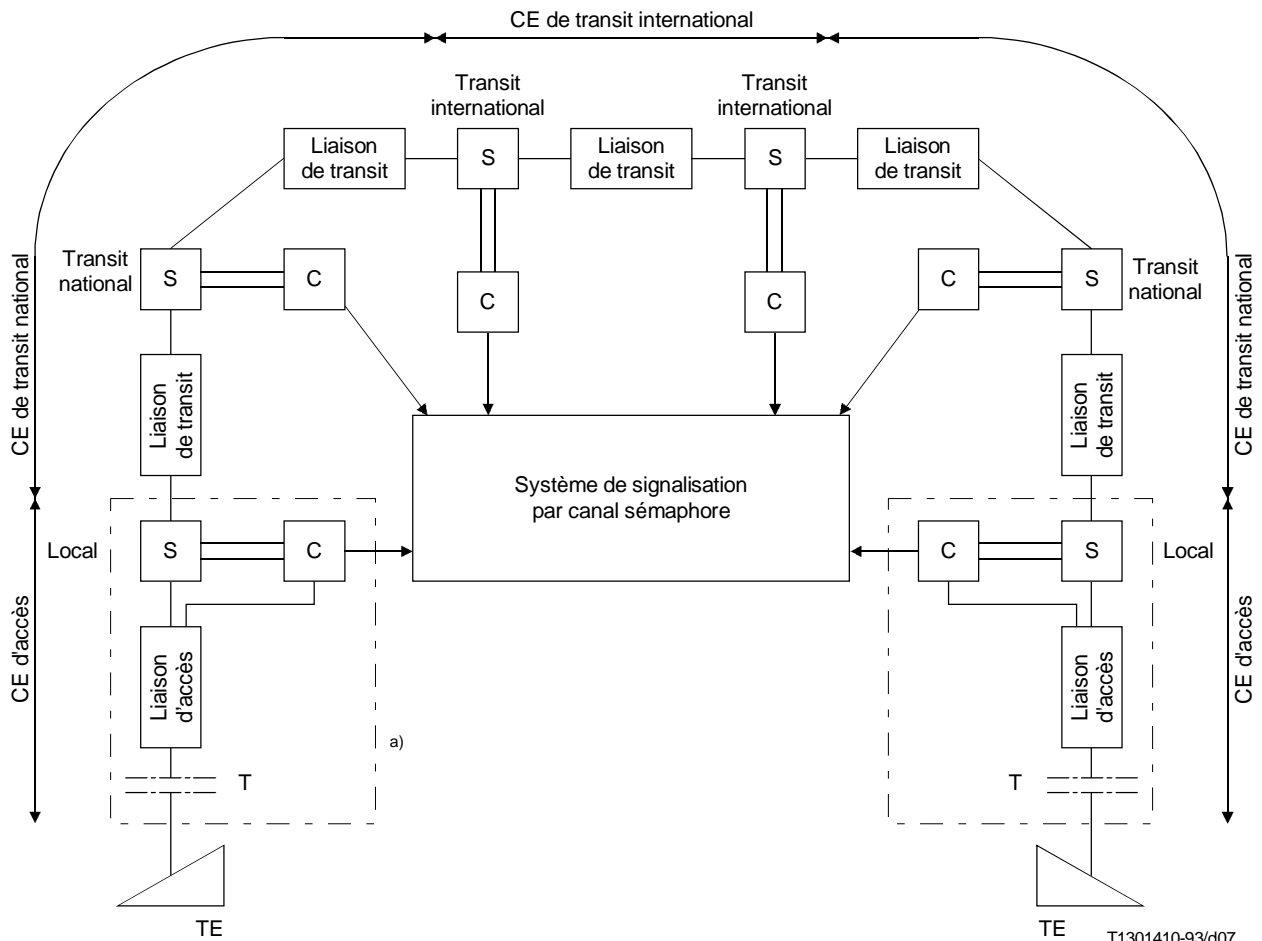 CE de transit international
Transit
international
Transit
international
Liaison
de transit
S
Liaison
de transit
S
Liaison
de transit
CE de transit national
Transit
national
S
C
C
C
C
S
Transit
national
CE de transit national
Liaison
de transit
Liaison
de transit
Système de signalisation
par canal sémaphore
Local
S
C
C
S
Local
CE d'accès
Liaison
d'accès
Liaison
d'accès
CE d'accès
a)
T
T
TE
TE
T1301410-93/d07